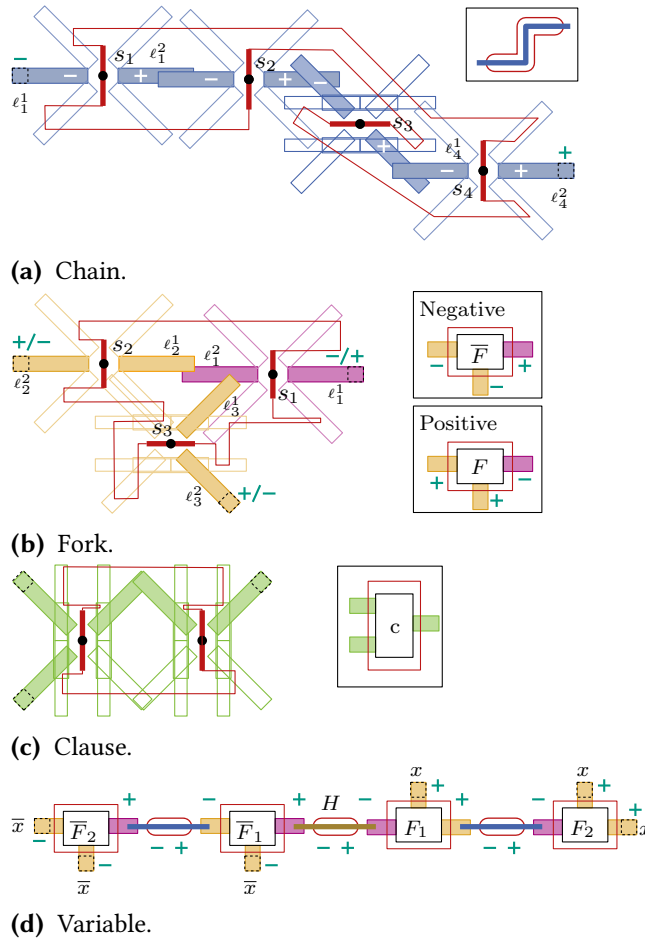 − s₁ ℓ₁² s₂
ℓ₁¹ − + − +
s₃
+ ℓ₄¹ +
− +
s₄ ℓ₄²
(a) Chain.
+/− s₂ ℓ₂¹ ℓ₁² −/+
ℓ₂² ℓ₃¹ s₁ ℓ₁¹
s₃
ℓ₃² +/−
Negative
F̅
− +
−
Positive
F
+ −
+
(b) Fork.
c
(c) Clause.
x x
+ − H − + + − +
x̅ F̅₂ F̅₁ F₁ F₂ x
− − − + − − + − + +
x̅ x̅
(d) Variable.